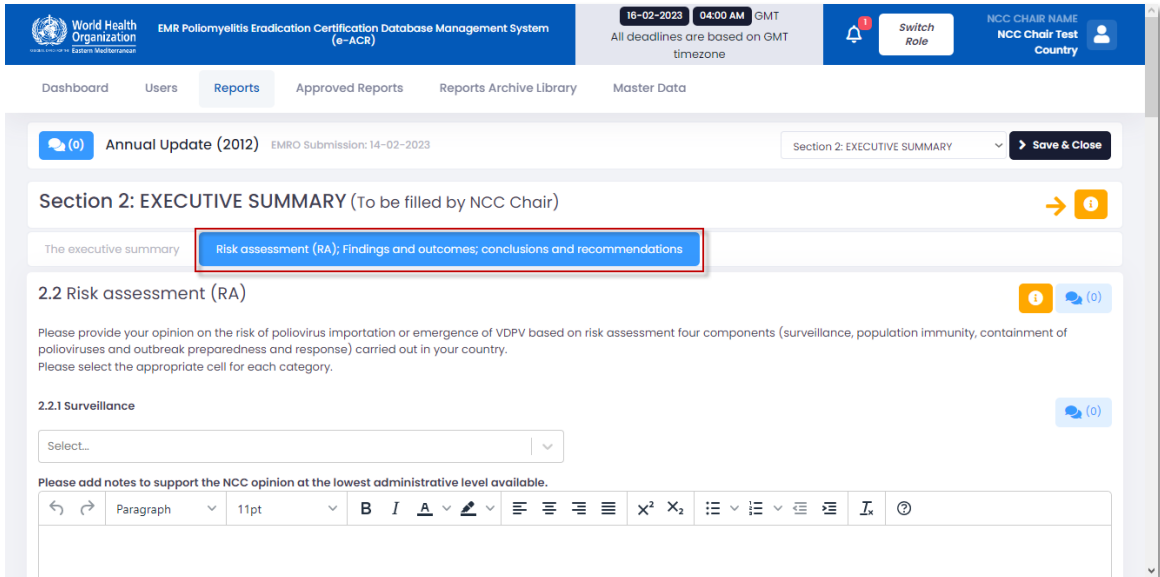 World Health
Organization
Eastern Mediterranean
EMR Poliomyelitis Eradication Certification Database Management System
(e-ACR)
16-02-2023 04:00 AM GMT
All deadlines are based on GMT
timezone
1
Switch
Role
NCC CHAIR NAME
NCC Chair Test
Country
Dashboard Users Reports Approved Reports Reports Archive Library Master Data
(0) Annual Update (2012) EMRO Submission: 14-02-2023
Section 2: EXECUTIVE SUMMARY
Save & Close
Section 2: EXECUTIVE SUMMARY (To be filled by NCC Chair)
The executive summary Risk assessment (RA); Findings and outcomes; conclusions and recommendations
2.2 Risk assessment (RA)
(0)
Please provide your opinion on the risk of poliovirus importation or emergence of VDPV based on risk assessment four components (surveillance, population immunity, containment of
polioviruses and outbreak preparedness and response) carried out in your country.
Please select the appropriate cell for each category.
2.2.1 Surveillance
(0)
Select...
Please add notes to support the NCC opinion at the lowest administrative level available.
Paragraph 11pt B I A X² X₂